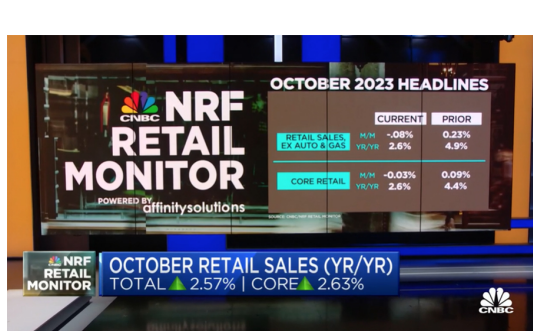 OCTOBER 2023 HEADLINES
CNBC NRF
RETAIL
MONITOR
POWERED BY affinitysolutions
CURRENT PRIOR
RETAIL SALES, EX AUTO & GAS M/M -.08% 0.23%
YR/YR 2.6% 4.9%
CORE RETAIL M/M -0.03% 0.09%
YR/YR 2.6% 4.4%
SOURCE: CNBC/NRF RETAIL MONITOR
NRF
RETAIL
MONITOR
OCTOBER RETAIL SALES (YR/YR)
TOTAL 2.57% | CORE 2.63%
CNBC